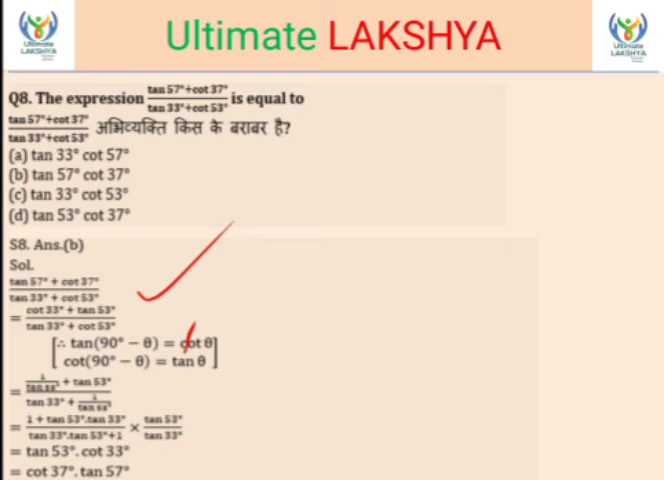 Ultimate LAKSHYA
Ultimate
LAKSHYA
Ultimate
LAKSHYA
Q8. The expression (tan 57°+cot 37°)/(tan 33°+cot 53°) is equal to
(tan 57°+cot 37°)/(tan 33°+cot 53°) अभिव्यक्ति किस के बराबर है?
(a) tan 33° cot 57°
(b) tan 57° cot 37°
(c) tan 33° cot 53°
(d) tan 53° cot 37°
S8. Ans.(b)
Sol.
(tan 57° + cot 37°)/(tan 33° + cot 53°)
= (cot 33° + tan 53°)/(tan 33° + cot 53°)
[∴ tan(90° − θ) = cot θ
cot(90° − θ) = tan θ]
= (1/tan 33° + tan 53°)/(tan 33° + 1/tan 53°)
= (1 + tan 53°.tan 33°)/(tan 33°.tan 53°+1) × tan 53°/tan 33°
= tan 53°. cot 33°
= cot 37°. tan 57°